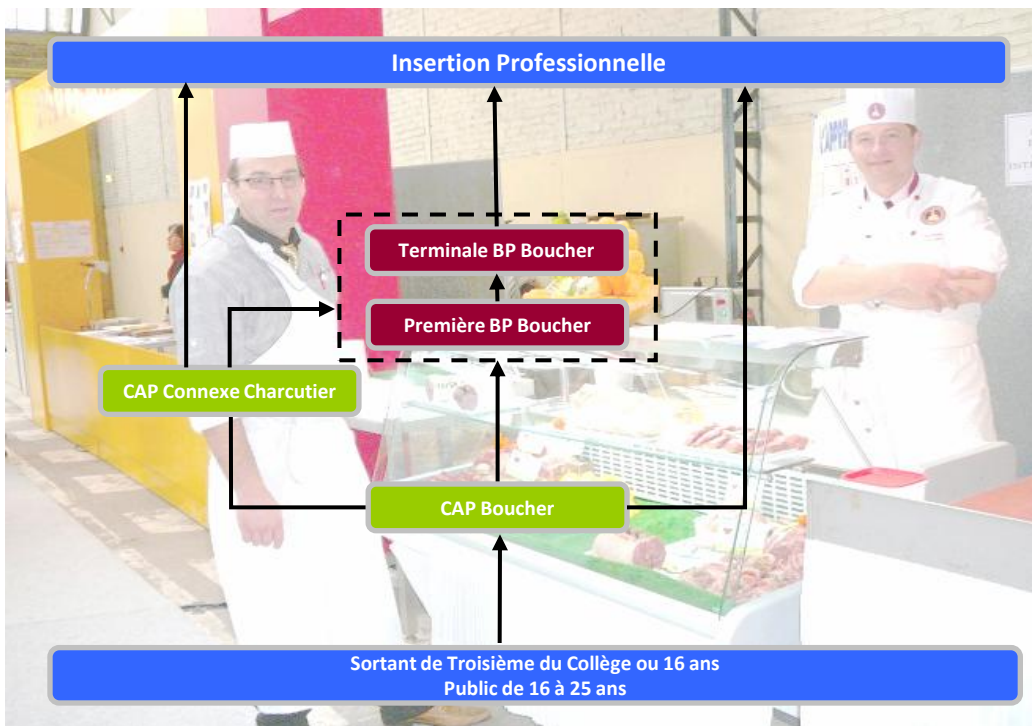 Insertion Professionnelle
Terminale BP Boucher
Première BP Boucher
CAP Connexe Charcutier
CAP Boucher
Sortant de Troisième du Collège ou 16 ans
Public de 16 à 25 ans